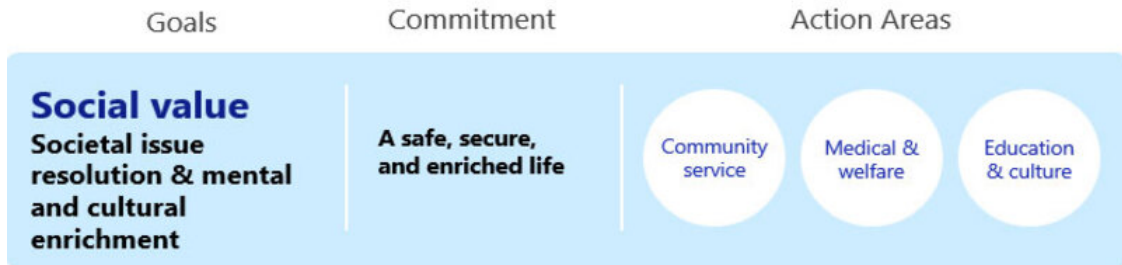 Goals
Commitment
Action Areas
Social value
Societal issue
resolution & mental
and cultural
enrichment
A safe, secure,
and enriched life
Community
service
Medical &
welfare
Education
& culture